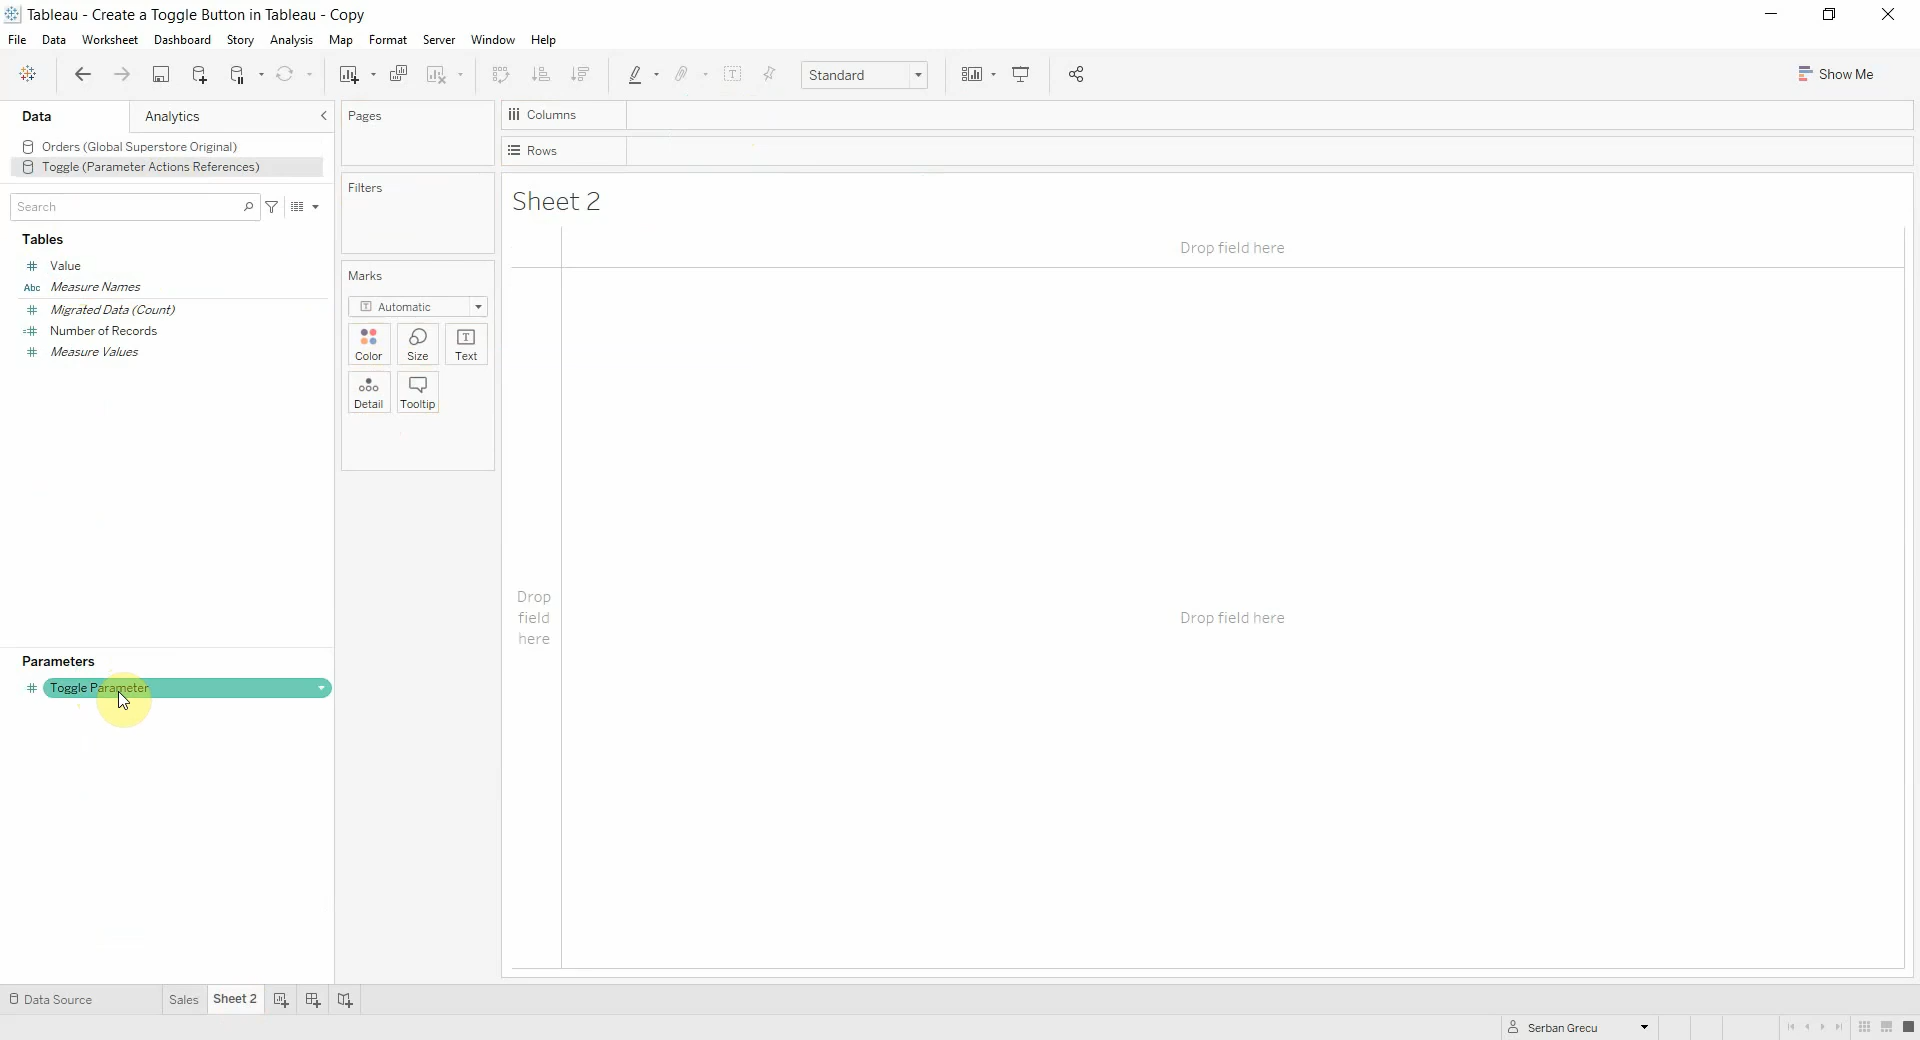 Tableau - Create a Toggle Button in Tableau - Copy
File Data Worksheet Dashboard Story Analysis Map Format Server Window Help
Standard
Show Me
Data
Analytics
Pages
Columns
Orders (Global Superstore Original)
Rows
Toggle (Parameter Actions References)
Filters
Search
Sheet 2
Tables
Drop field here
Value
Marks
Abc Measure Names
Migrated Data (Count)
Automatic
Number of Records
Measure Values
Color Size Text
Detail Tooltip
Drop
field
here
Drop field here
Parameters
Toggle Parameter
Data Source
Sales
Sheet 2
Serban Grecu